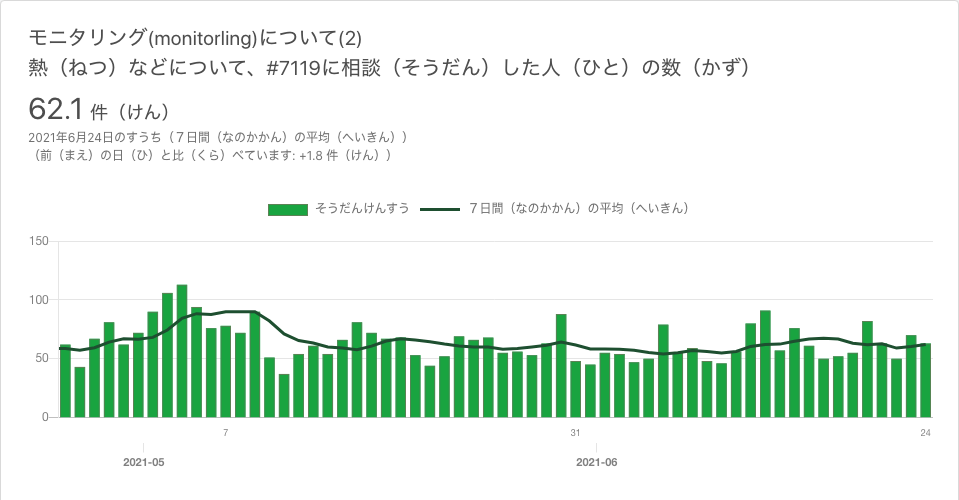 モニタリング(monitorling)について(2)
熱（ねつ）などについて、#7119に相談（そうだん）した人（ひと）の数（かず）
62.1 件（けん）
2021年6月24日のすうち（７日間（なのかかん）の平均（へいきん））
（前（まえ）の日（ひ）と比（くら）べています: +1.8 件（けん））
そうだんけんすう ７日間（なのかかん）の平均（へいきん）
150
100
50
0
7 31 24
2021-05 2021-06